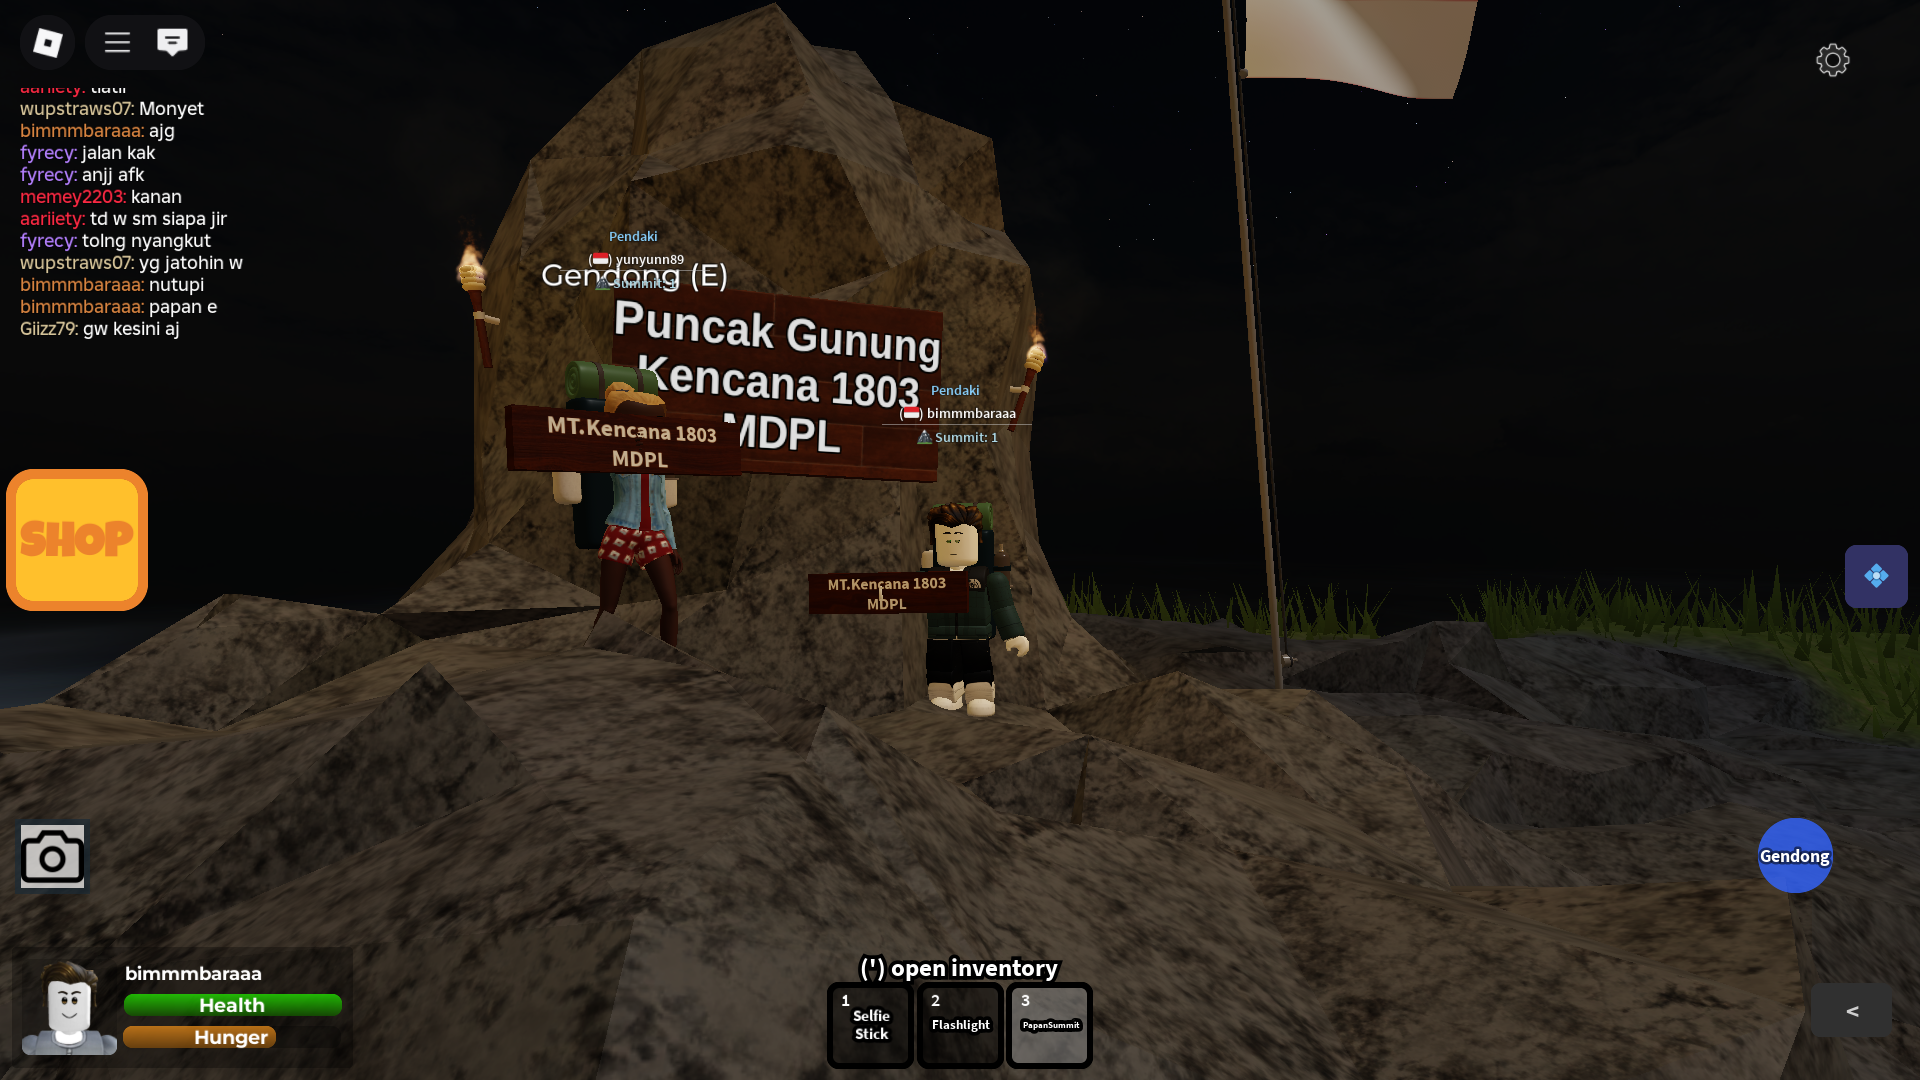 wupstraws07: Monyet
bimmmbaraaa: ajg
fyrecy: jalan kak
fyrecy: anjj afk
memey2203: kanan
aariiety: td w sm siapa jir
fyrecy: tolng nyangkut
wupstraws07: yg jatohin w
bimmmbaraaa: nutupi
bimmmbaraaa: papan e
Giizz79: gw kesini aj
Pendaki
yunyunn89
Gendong (E)
Summit: 1
Puncak Gunung
Kencana 1803
MDPL
MT.Kencana 1803
MDPL
Pendaki
bimmmbaraaa
Summit: 1
MT.Kencana 1803
MDPL
SHOP
Gendong
bimmmbaraaa
Health
Hunger
(') open inventory
1
Selfie
Stick
2
Flashlight
3
PapanSummit
<